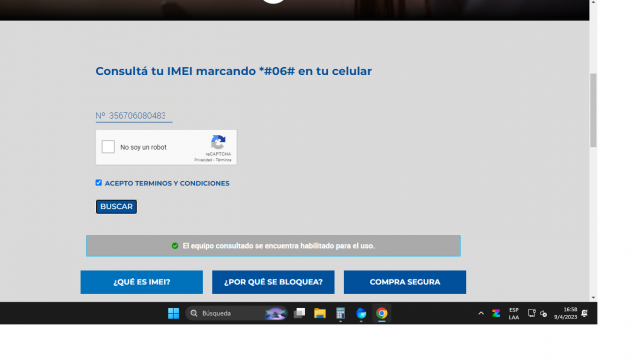 Consultá tu IMEI marcando *#06# en tu celular
Nº 356706080483
No soy un robot
reCAPTCHA
Privacidad - Términos
ACEPTO TERMINOS Y CONDICIONES
BUSCAR
El equipo consultado se encuentra habilitado para el uso.
¿QUÉ ES IMEI?
¿POR QUÉ SE BLOQUEA?
COMPRA SEGURA
Búsqueda
ESP
LAA
16:58
9/4/2023